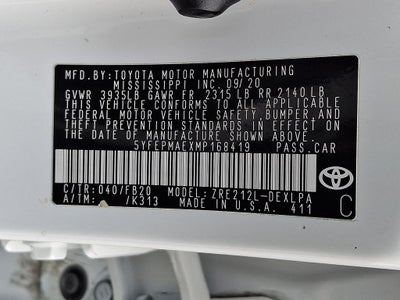 MFD.BY:TOYOTA MOTOR MANUFACTURING
MISSISSIPPI INC.09/20
GVWR 3935LB GAWR FR 2315LB RR 2140LB
THIS VEHICLE CONFORMS TO ALL APPLICABLE
FEDERAL MOTOR VEHICLE SAFETY,BUMPER, AND
THEFT PREVENTION STANDARDS IN EFFECT ON THE
DATE OF MANUFACTURE SHOWN ABOVE.
5YFEPMAEXMP168419 PASS.CAR
C/TR:040/FB20 MODEL:ZRE212L-DEXLPA
A/TM: /K313 MADE IN U.S.A. 411
C